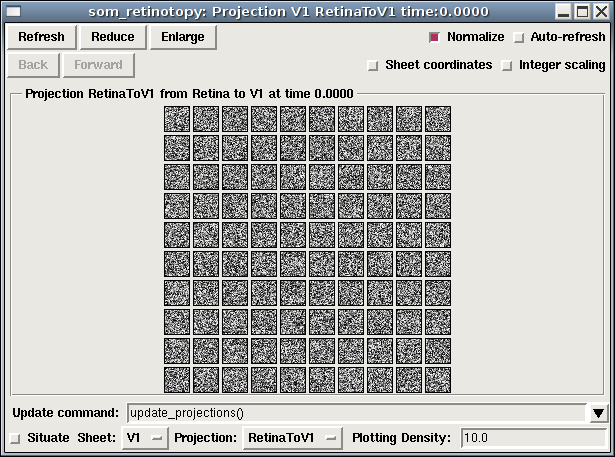 som_retinotopy: Projection V1 RetinaToV1 time:0.0000
Refresh Reduce Enlarge Normalize Auto-refresh
Back Forward Sheet coordinates Integer scaling
Projection RetinaToV1 from Retina to V1 at time 0.0000
Update command: update_projections()
Situate Sheet: V1 Projection: RetinaToV1 Plotting Density: 10.0